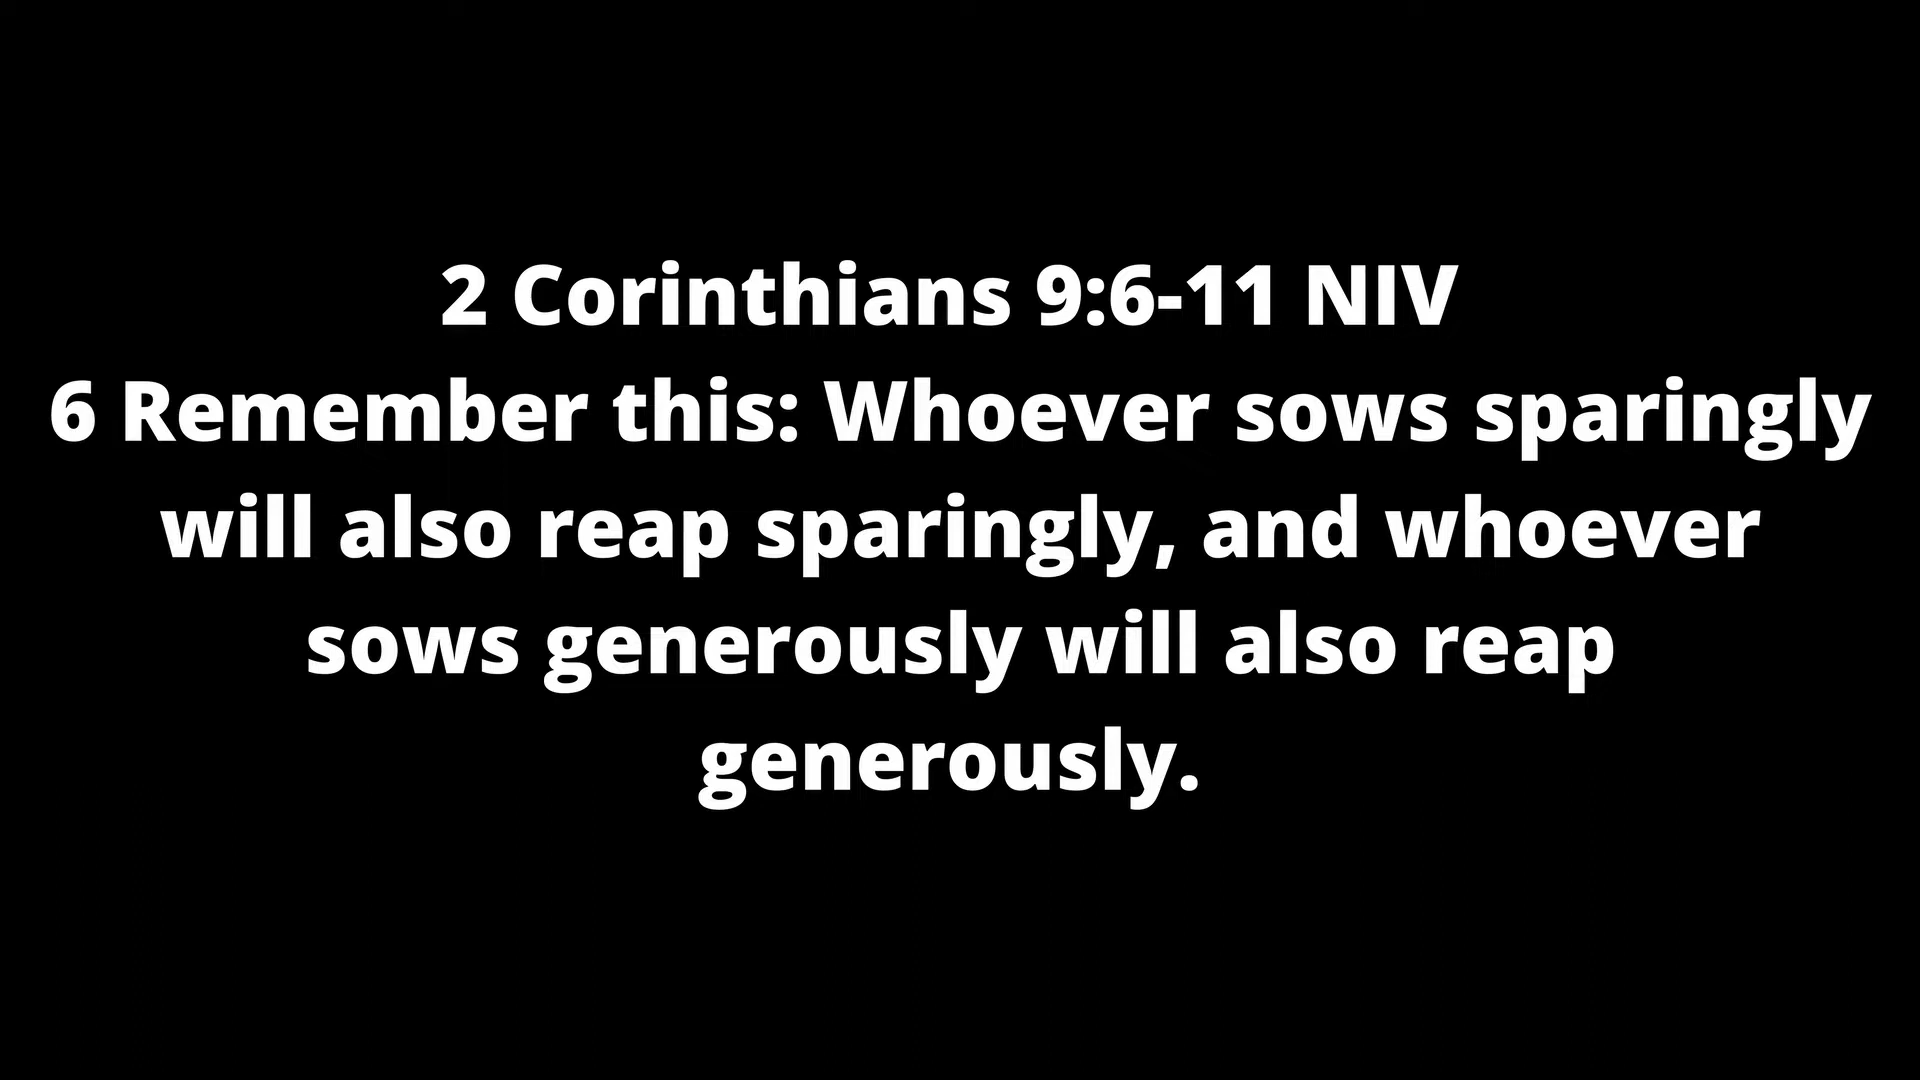 2 Corinthians 9:6-11 NIV
6 Remember this: Whoever sows sparingly
will also reap sparingly, and whoever
sows generously will also reap
generously.